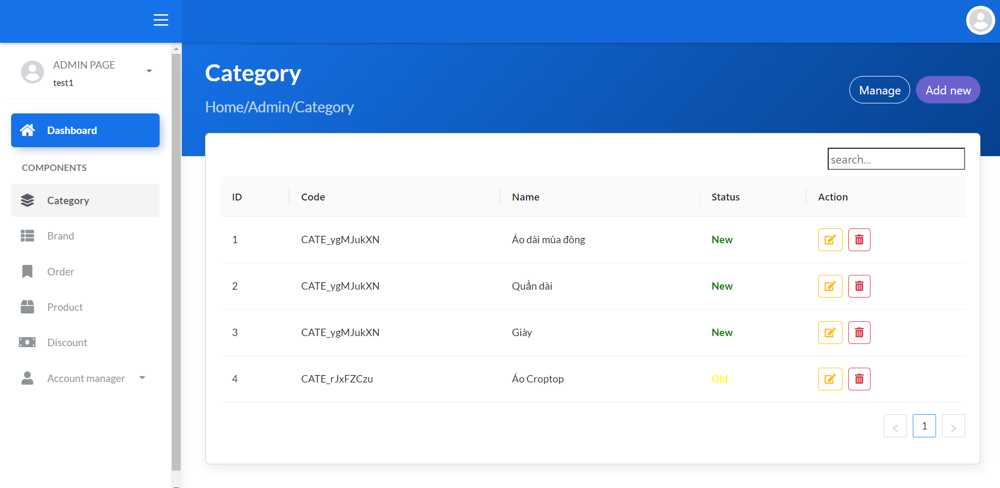 ADMIN PAGE
test1
Dashboard
COMPONENTS
Category
Brand
Order
Product
Discount
Account manager
Category
Home/Admin/Category
Manage
Add new
search...
ID Code Name Status Action
1 CATE_ygMJukXN Áo dài mùa đông New
2 CATE_ygMJukXN Quần dài New
3 CATE_ygMJukXN Giày New
4 CATE_rJxFZCzu Áo Croptop Old
< 1 >